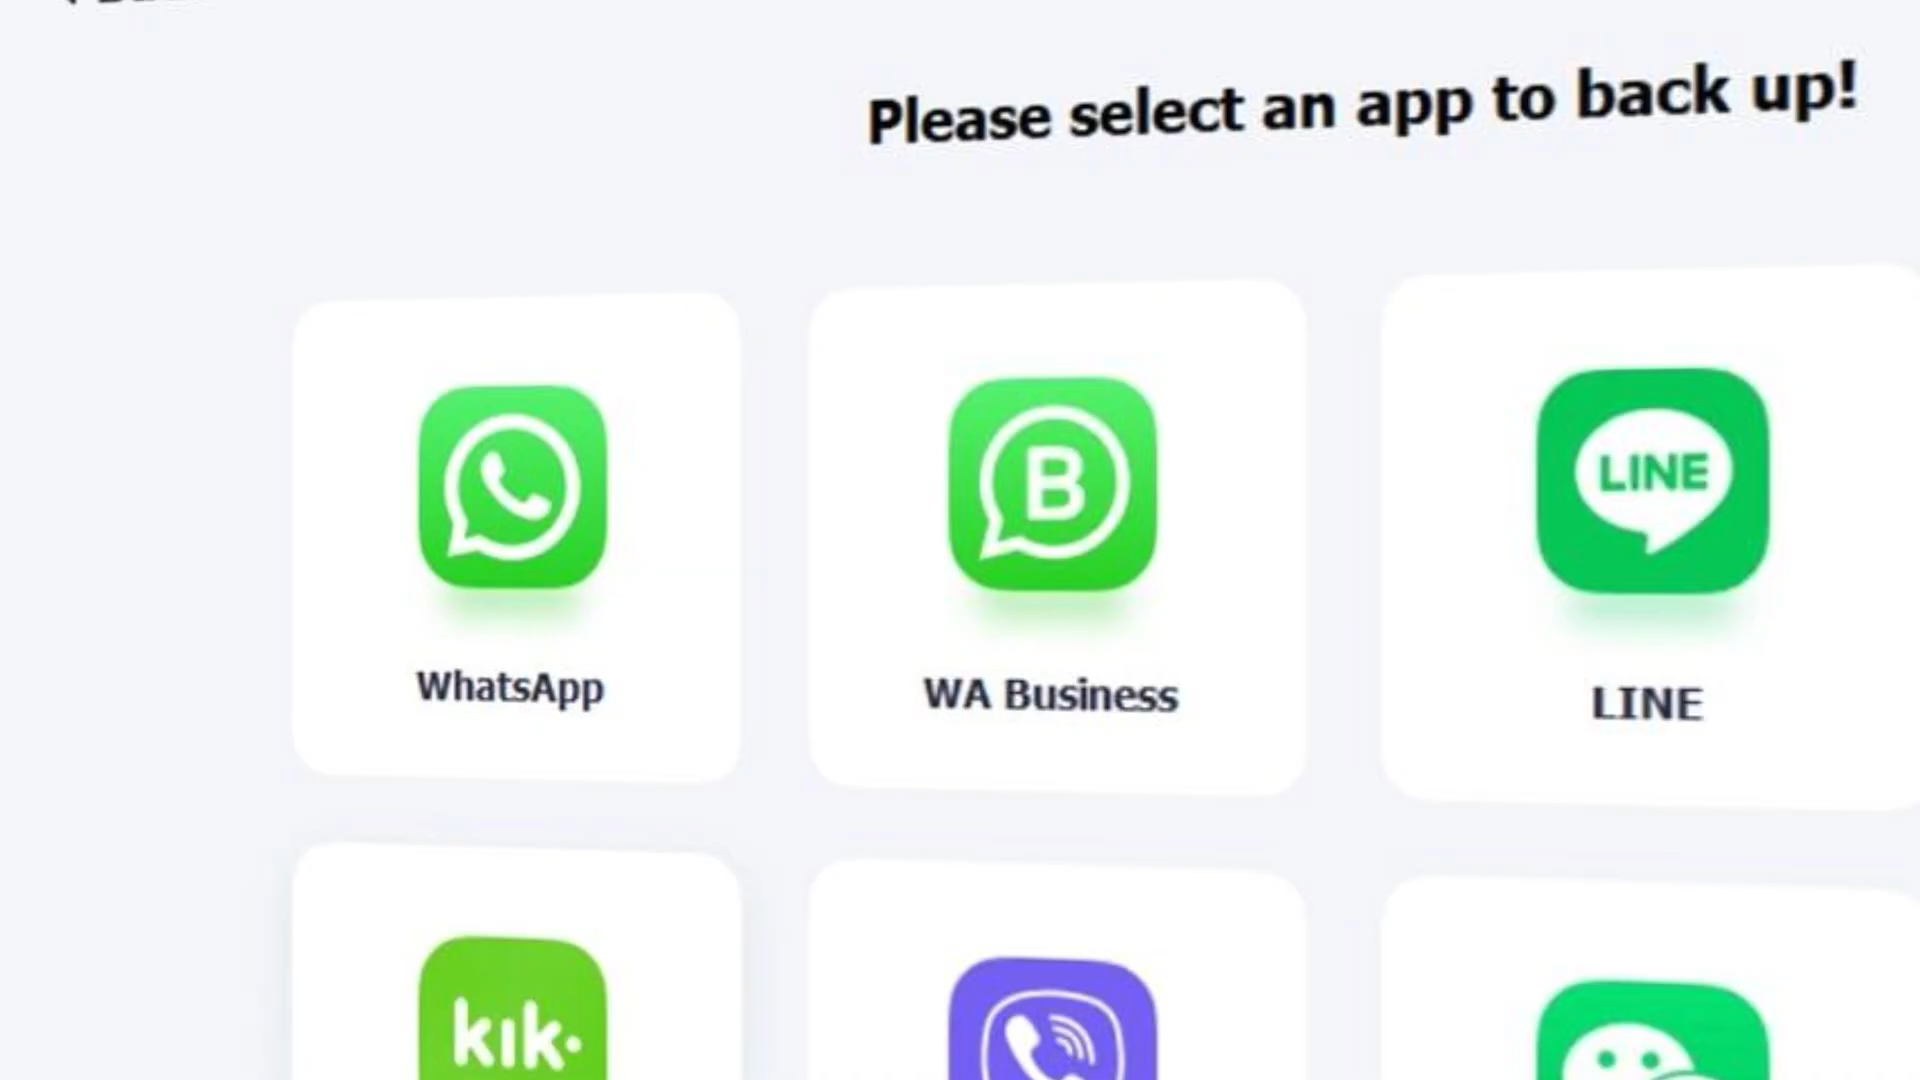 Please select an app to back up!
B
LINE
WhatsApp
WA Business
LINE
kik·